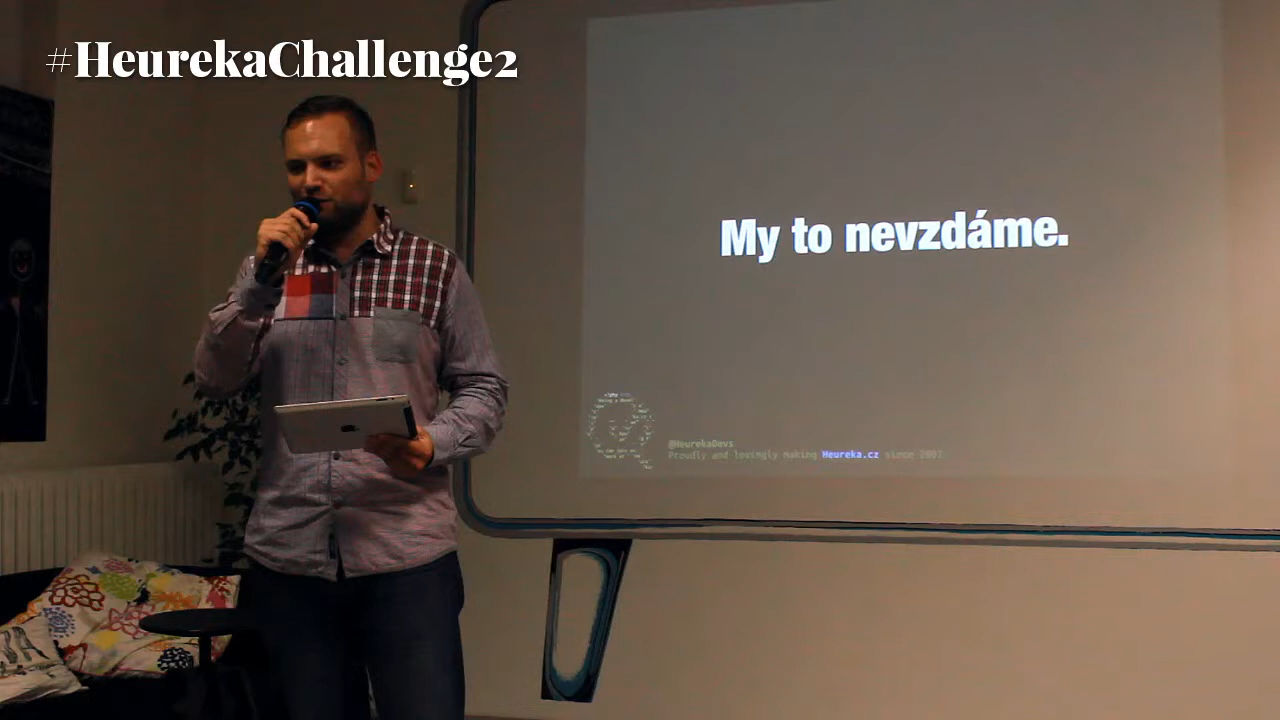 #HeurekaChallenge2
My to nevzdáme.
@HeurekaDevs
Proudly and lovingly making Heureka.cz since 2007